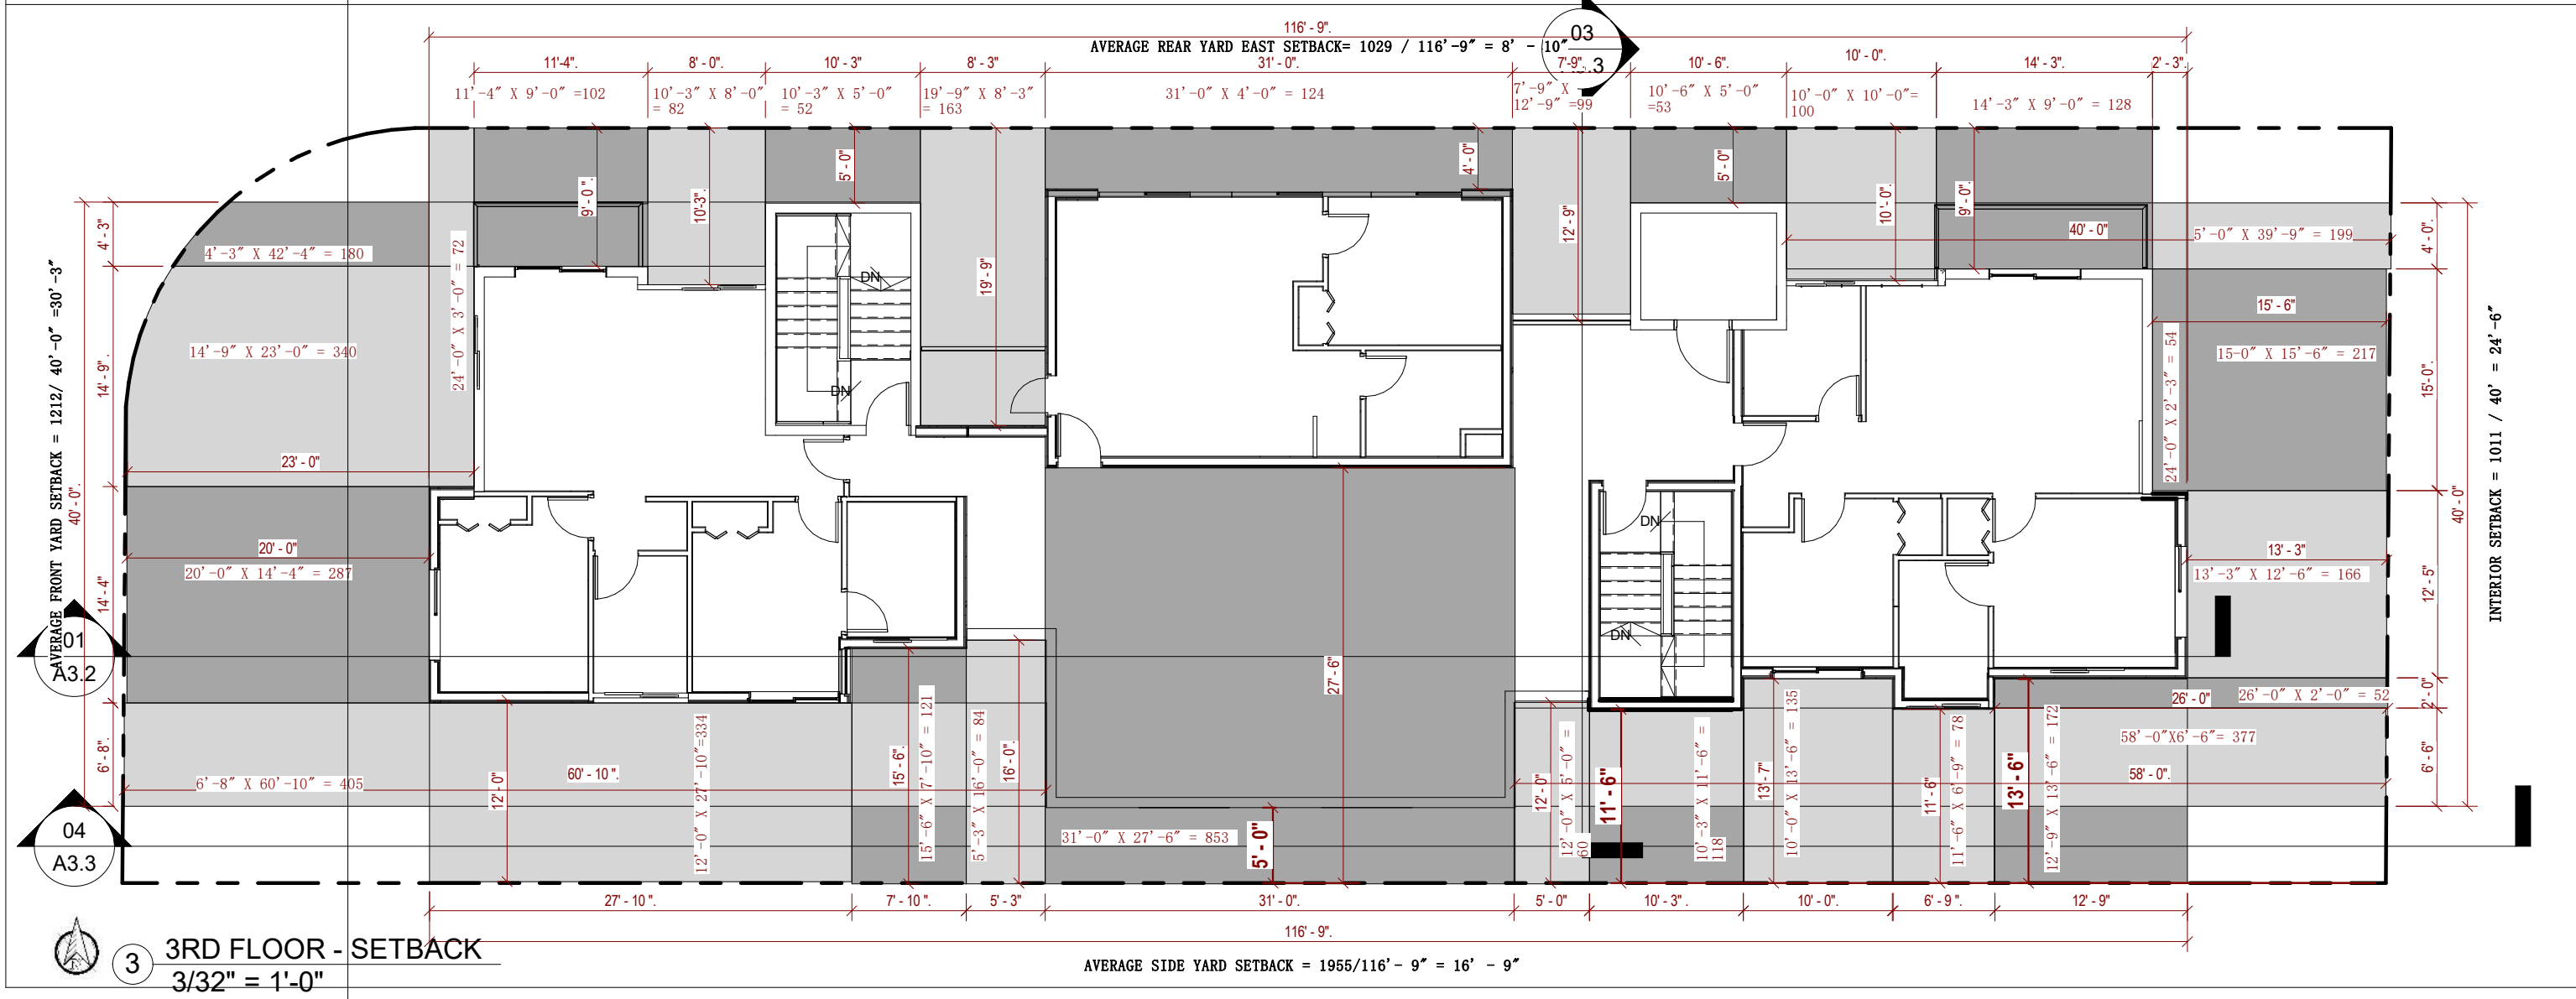 116' - 9".
03
AVERAGE REAR YARD EAST SETBACK= 1029 / 116'-9" = 8' - 10"
11'-4".
8' - 0".
10' - 3"
8' - 3"
31' - 0".
7'-9".
.3
10' - 6".
10' - 0".
14' - 3".
2' - 3".
11'-4" X 9'-0" =102
10'-3" X 8'-0"
= 82
10'-3" X 5'-0"
= 52
19'-9" X 8'-3"
= 163
31'-0" X 4'-0" = 124
7'-9" X
12'-9" =99
10'-6" X 5'-0"
=53
10'-0" X 10'-0"=
100
14'-3" X 9'-0" = 128
9' - 0".
10'-3"
5' - 0"
19' - 9"
4' - 0"
12' - 9"
5' - 0"
10' - 0"
9' - 0".
40' - 0"
5'-0" X 39'-9" = 199
4' - 0".
4' - 3"
4'-3" X 42'-4" = 180
24'-0" X 3'-0" = 72
DN
DN
14' - 9".
14'-9" X 23'-0" = 340
23' - 0"
40' - 0".
AVERAGE FRONT YARD SETBACK = 1212/ 40'-0" =30'-3"
15' - 6"
15-0" X 15'-6" = 217
24'-0" X 2'-3" = 54
15'- 0".
INTERIOR SETBACK = 1011 / 40' = 24'-6"
40' - 0"
20' - 0"
20'-0" X 14'-4" = 287
14' - 4"
DN
DN
13' - 3"
13'-3" X 12'-6" = 166
12' - 5"
01
A3.2
27' - 6"
26' - 0"
26'-0" X 2'-0" = 52
2' - 0"
6' - 8".
6'-8" X 60'-10" = 405
60' - 10 ".
12' - 0"
12'-0" X 27'-10"=334
15' - 6".
15'-6" X 7'-10" = 121
5'-3" X 16'-0" = 84
16' - 0".
12' - 0"
12'-0" X 5'-0" =
60
11' - 6"
10'-3" X 11'-6" =
118
13' - 7"
10'-0" X 13'-6" = 135
11' - 6"
11'-6" X 6'-9" = 78
13' - 6"
12'-9" X 13'-6" = 172
58'-0"X6'-6"= 377
58' - 0".
6' - 6"
04
A3.3
31'-0" X 27'-6" = 853
5' - 0"
27' - 10 ".
7' - 10 ".
5' - 3"
31' - 0".
5' - 0"
10' - 3" .
10' - 0".
6' - 9" .
12' - 9"
116' - 9".
3
3RD FLOOR - SETBACK
3/32" = 1'-0"
AVERAGE SIDE YARD SETBACK = 1955/116'- 9" = 16' - 9"